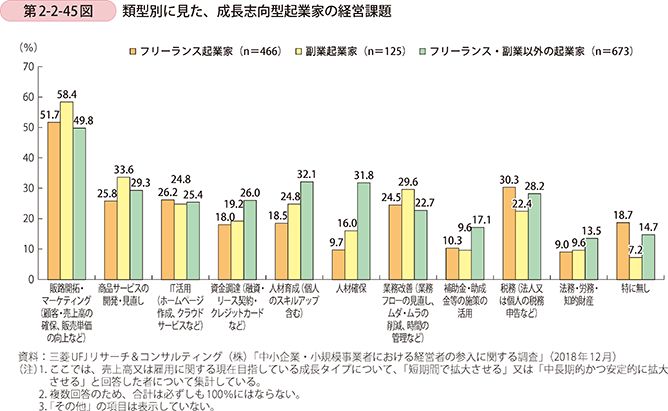 第2-2-45図 類型別に見た、成長志向型起業家の経営課題
(%)
フリーランス起業家(n=466) 副業起業家(n=125) フリーランス・副業以外の起業家(n=673)
70
60
50
40
30
20
10
0
51.7 58.4 49.8
25.8 33.6 29.3
26.2 24.8 25.4
18.0 19.2 26.0
18.5 24.8 32.1
9.7 16.0 31.8
24.5 29.6 22.7
10.3 9.6 17.1
30.3 22.4 28.2
9.0 9.6 13.5
18.7 7.2 14.7
販路開拓・
マーケティング
(顧客・売上高の
確保、販売単価
の向上など)
商品サービスの
開発・見直し
IT活用
(ホームページ
作成、クラウド
サービスなど)
資金調達(融資・
リース契約・
クレジットカード
など)
人材育成(個人
のスキルアップ
含む)
人材確保
業務改善(業務
フローの見直し、
ムダ・ムラの
削減、時間の
管理など)
補助金・助成
金等の施策の
活用
税務(法人又
は個人の税務
申告など)
法務・労務・
知的財産
特に無し
資料:三菱UFJリサーチ&コンサルティング(株)「中小企業・小規模事業者における経営者の参入に関する調査」(2018年12月)
(注)1. ここでは、売上高又は雇用に関する現在目指している成長タイプについて、「短期間で拡大させる」又は「中長期的かつ安定的に拡大
させる」と回答した者について集計している。
2. 複数回答のため、合計は必ずしも100%にはならない。
3.「その他」の項目は表示していない。